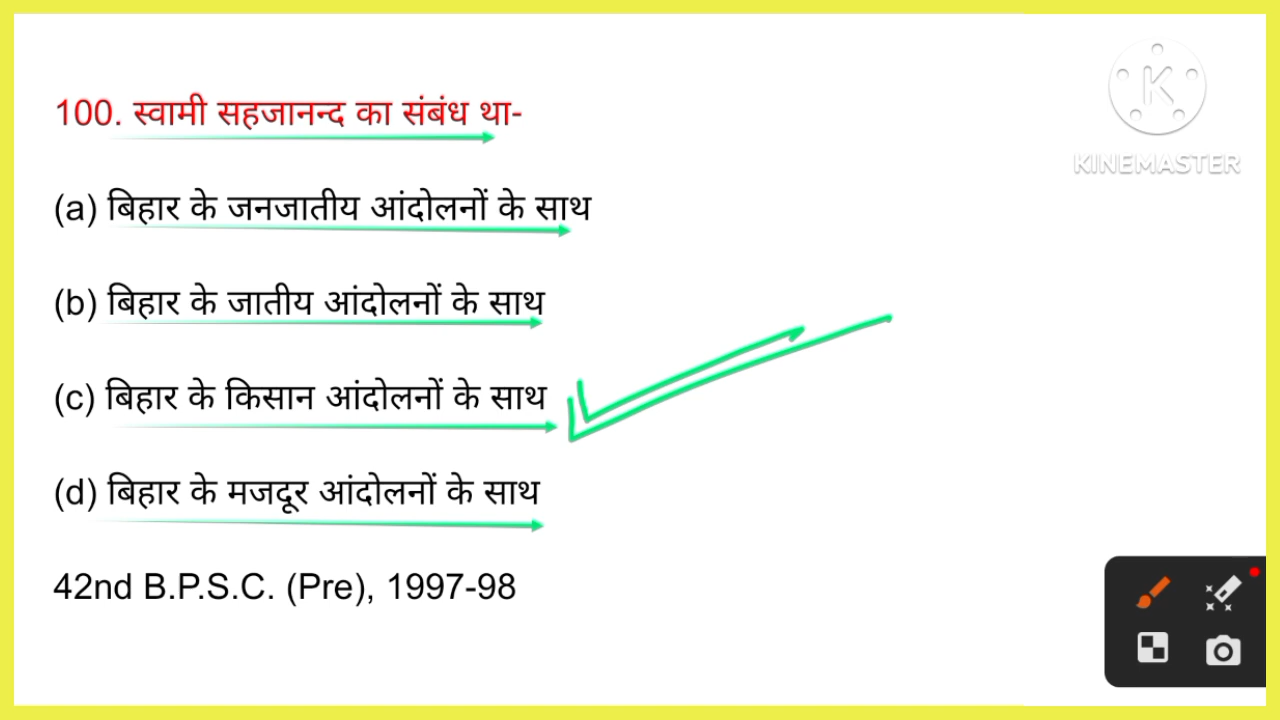 100. स्वामी सहजानन्द का संबंध था-
KINEMASTER
(a) बिहार के जनजातीय आंदोलनों के साथ
(b) बिहार के जातीय आंदोलनों के साथ
(c) बिहार के किसान आंदोलनों के साथ
(d) बिहार के मजदूर आंदोलनों के साथ
42nd B.P.S.C. (Pre), 1997-98